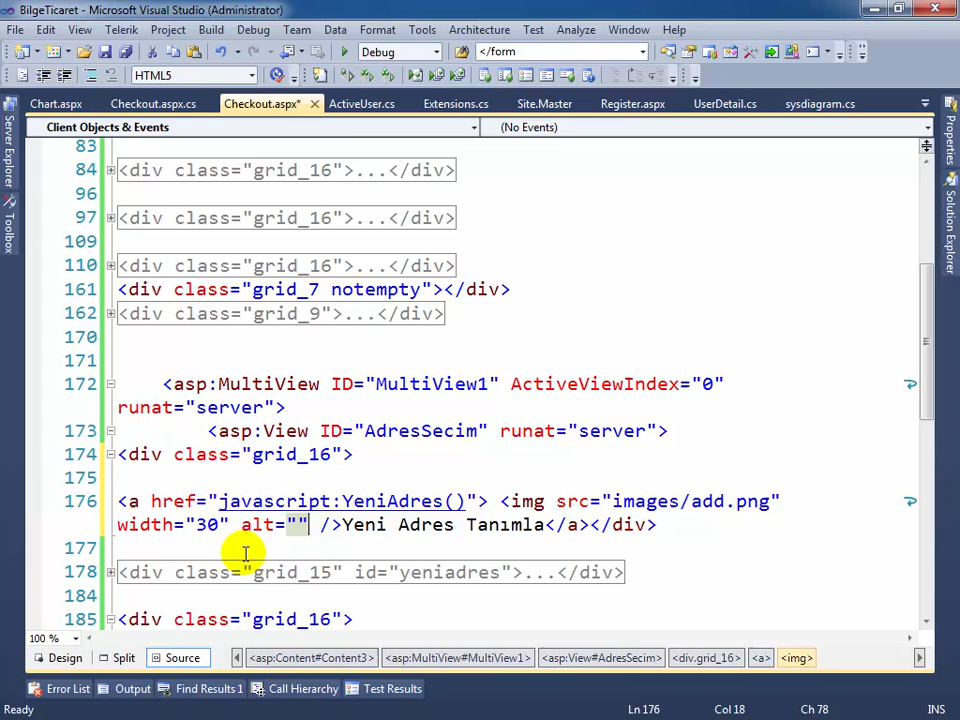 BilgeTicaret - Microsoft Visual Studio (Administrator)
File Edit View Telerik Project Build Debug Team Data Format Tools Architecture Test Analyze Window Help
Debug </form
HTML5
Chart.aspx Checkout.aspx.cs Checkout.aspx* ActiveUser.cs Extensions.cs Site.Master Register.aspx UserDetail.cs sysdiagram.cs
Client Objects & Events (No Events)
Server Explorer
Toolbox
Properties
Solution Explorer
83
84 <div class="grid_16">...</div>
96
97 <div class="grid_16">...</div>
109
110 <div class="grid_16">...</div>
161 <div class="grid_7 notempty"></div>
162 <div class="grid_9">...</div>
170
171
172 <asp:MultiView ID="MultiView1" ActiveViewIndex="0"
runat="server">
173 <asp:View ID="AdresSecim" runat="server">
174 <div class="grid_16">
175
176 <a href="javascript:YeniAdres()"> <img src="images/add.png"
width="30" alt="" />Yeni Adres Tanımla</a></div>
177
178 <div class="grid_15" id="yeniadres">...</div>
184
185 <div class="grid_16">
100 %
Design Split Source <asp:Content#Content3> <asp:MultiView#MultiView1> <asp:View#AdresSecim> <div.grid_16> <a> <img>
Error List Output Find Results 1 Call Hierarchy Test Results
Ln 176 Col 18 Ch 78 INS